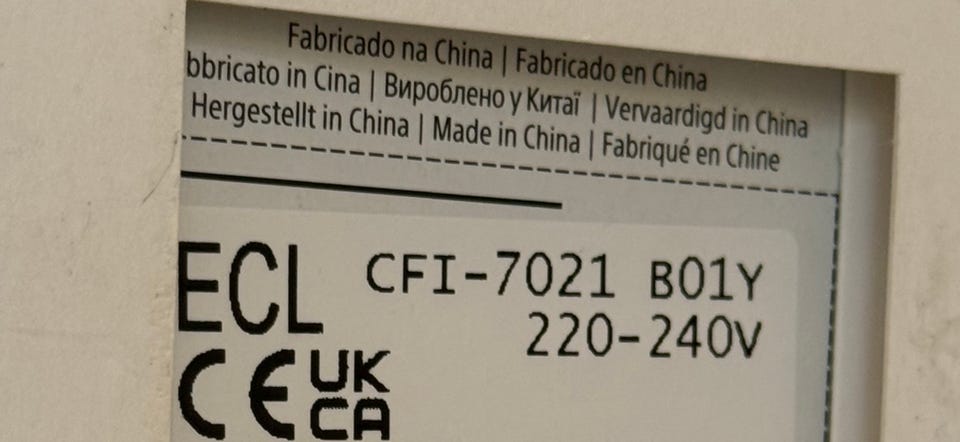 Fabricado na China | Fabricado en China
bbricato in Cina | Вироблено у Китаї | Vervaardigd in China
Hergestellt in China | Made in China | Fabriqué en Chine
ECL CFI-7021 B01Y
220-240V
CE UK
CA